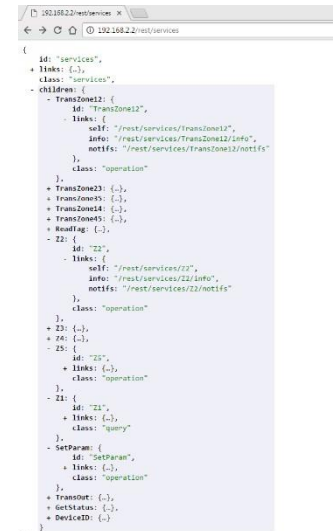 192.168.2.2/rest/services
192.168.2.2/rest/services
{
id: "services",
+ links: {…},
class: "services",
- children: {
- TransZone12: {
id: "TransZone12",
- links: {
self: "/rest/services/TransZone12",
info: "/rest/services/TransZone12/info",
notifs: "/rest/services/TransZone12/notifs"
},
class: "operation"
},
+ TransZone23: {…},
+ TransZone35: {…},
+ TransZone14: {…},
+ TransZone45: {…},
+ ReadTag: {…},
- Z2: {
id: "Z2",
- links: {
self: "/rest/services/Z2",
info: "/rest/services/Z2/info",
notifs: "/rest/services/Z2/notifs"
},
class: "operation"
},
+ Z3: {…},
+ Z4: {…},
- Z5: {
id: "Z5",
+ links: {…},
class: "operation"
},
- Z1: {
id: "Z1",
+ links: {…},
class: "query"
},
- SetParam: {
id: "SetParam",
+ links: {…},
class: "operation"
},
+ TransOut: {…},
+ GetStatus: {…},
+ DeviceID: {…}
}